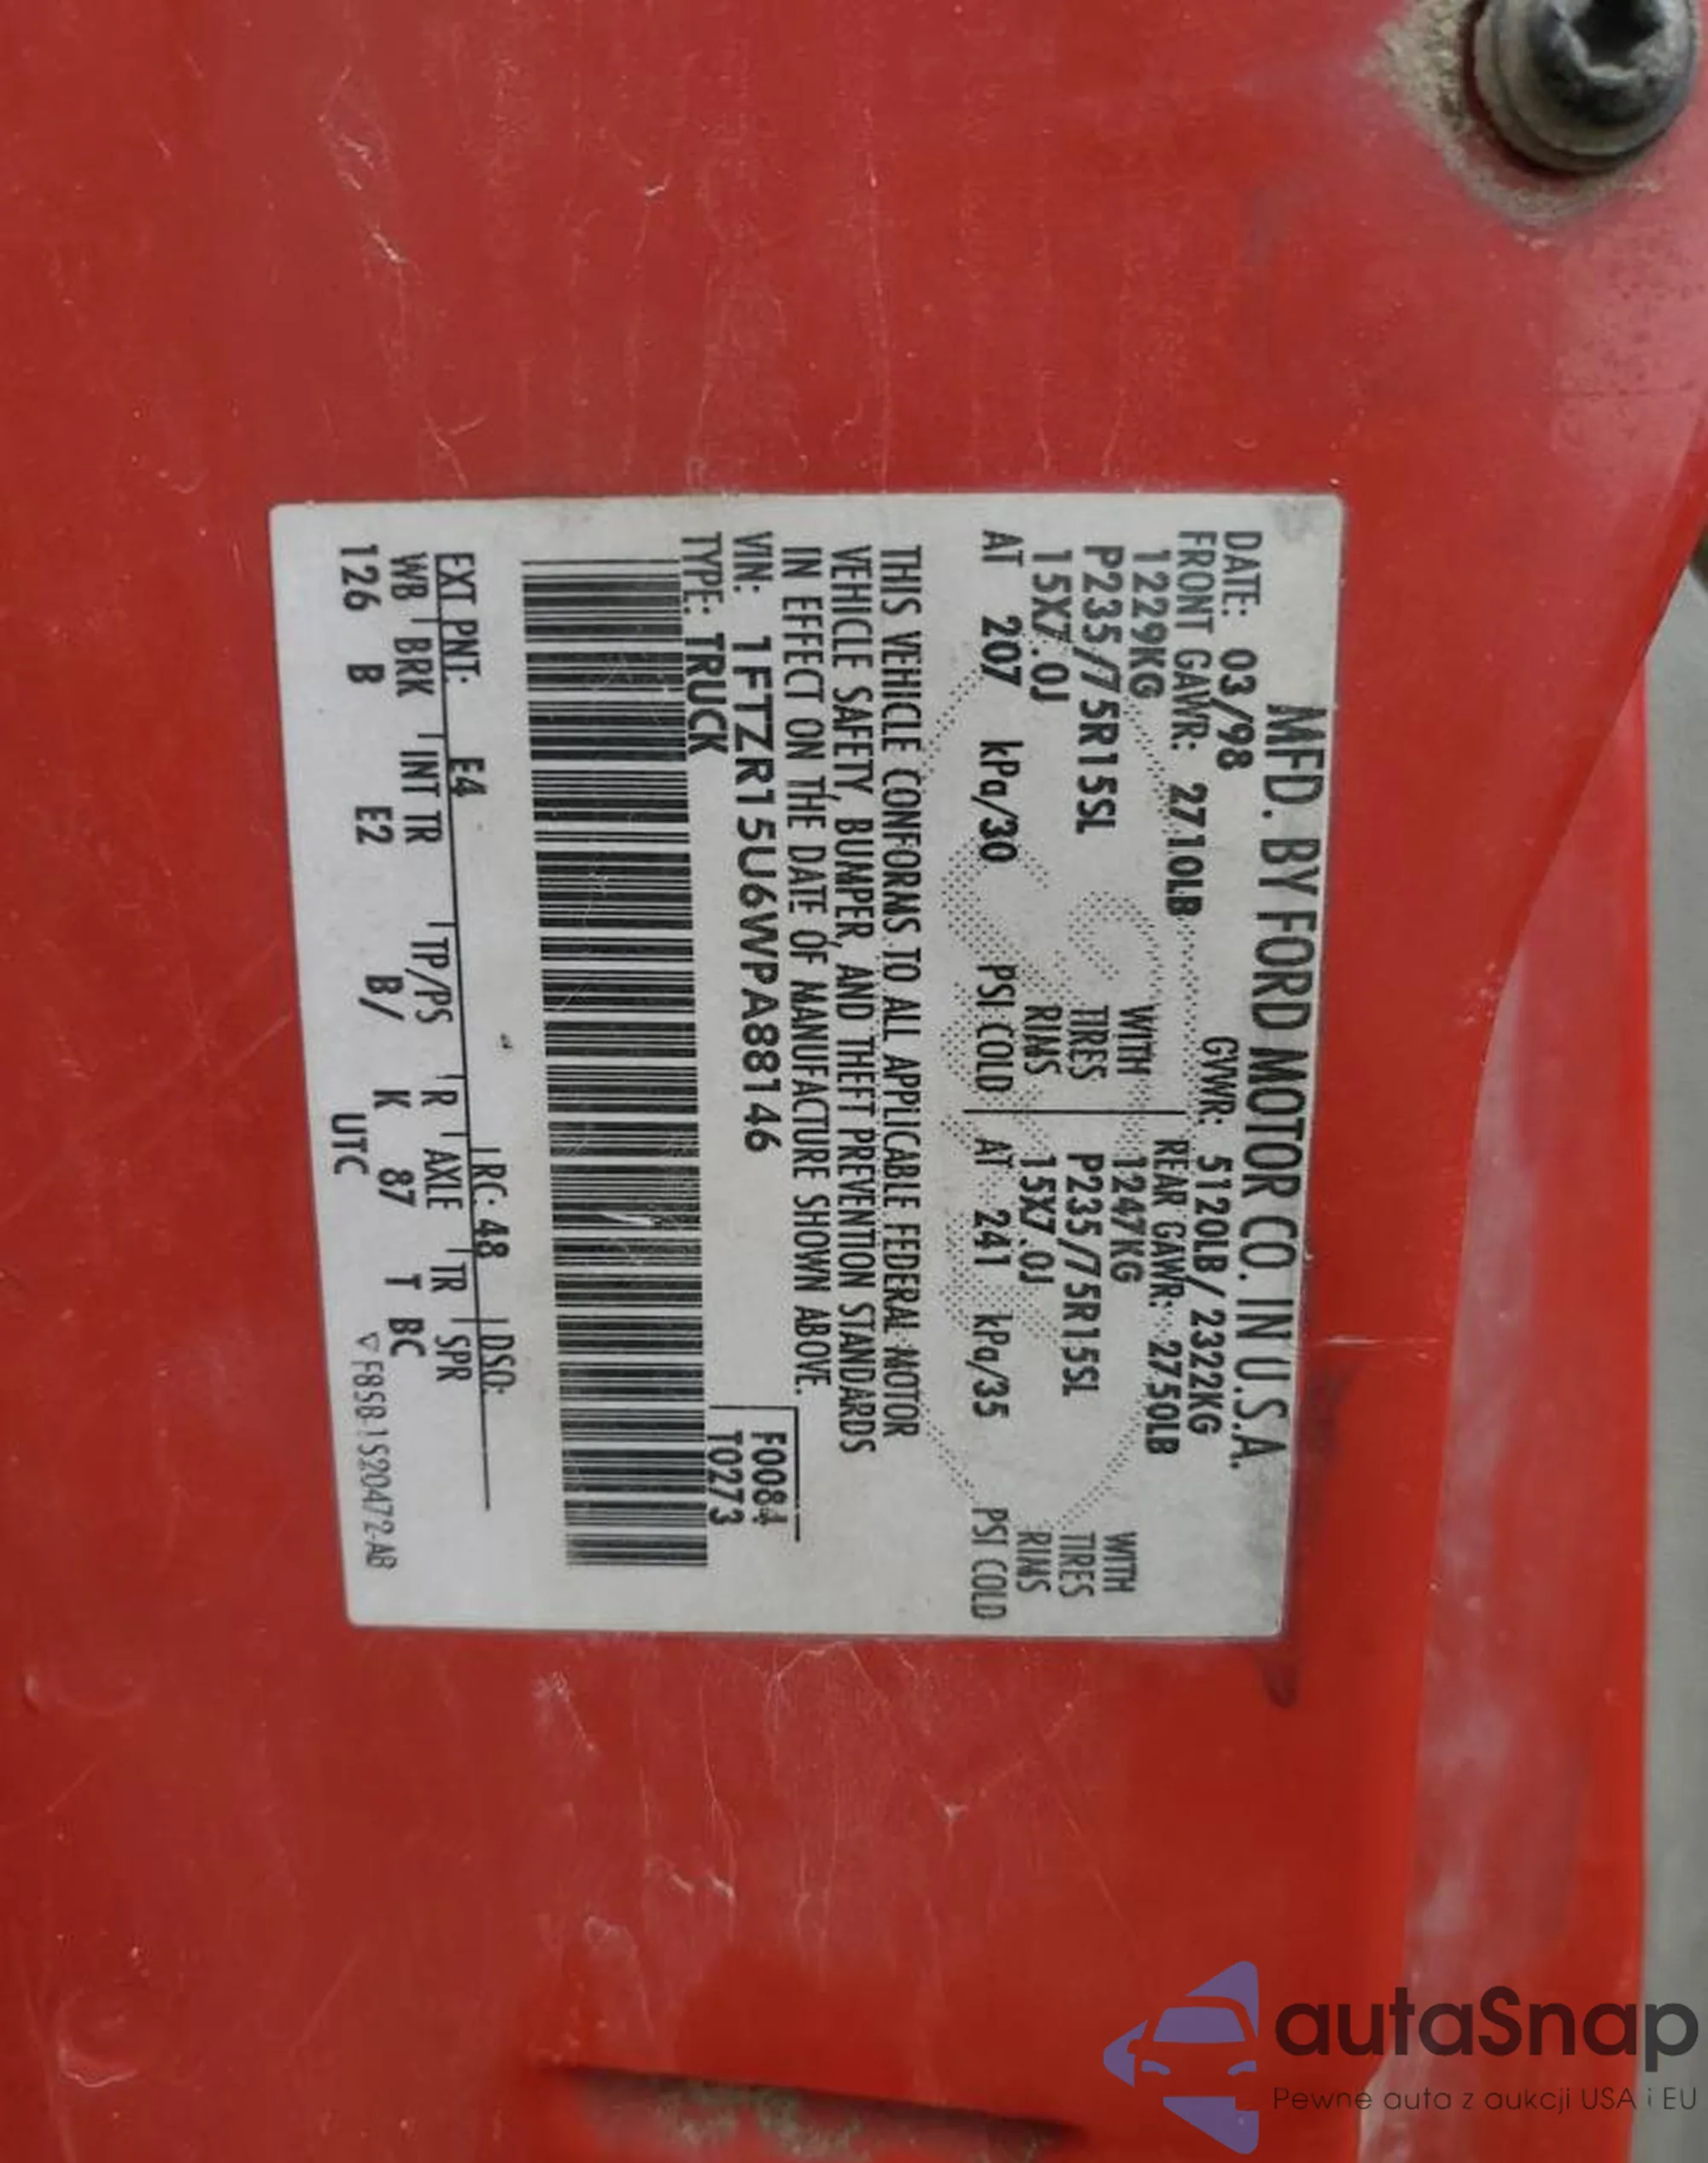 MFD. BY FORD MOTOR CO. IN U.S.A.
DATE: 03/98 GVWR: 5120LB/2322KG
FRONT GAWR: 2710LB REAR GAWR: 2750LB
1229KG WITH 1247KG WITH
P235/75R15SL TIRES P235/75R15SL TIRES
15X7.0J RIMS 15X7.0J RIMS
AT 207 kPa/30 PSI COLD AT 241 kPa/35 PSI COLD
THIS VEHICLE CONFORMS TO ALL APPLICABLE FEDERAL MOTOR
VEHICLE SAFETY, BUMPER, AND THEFT PREVENTION STANDARDS
IN EFFECT ON THE DATE OF MANUFACTURE SHOWN ABOVE.
VIN: 1FTZR15U6WPA88146 F0084
TYPE: TRUCK T0273
EXT PNT: E4 RC: 48 DSO:
WB BRK INT TR TP/PS R AXLE TR SPR
126 B E2 B/ K 87 T BC
UTC ▽ F85B-1520472-AB
autaSnap
Pewne auta z aukcji USA i EU